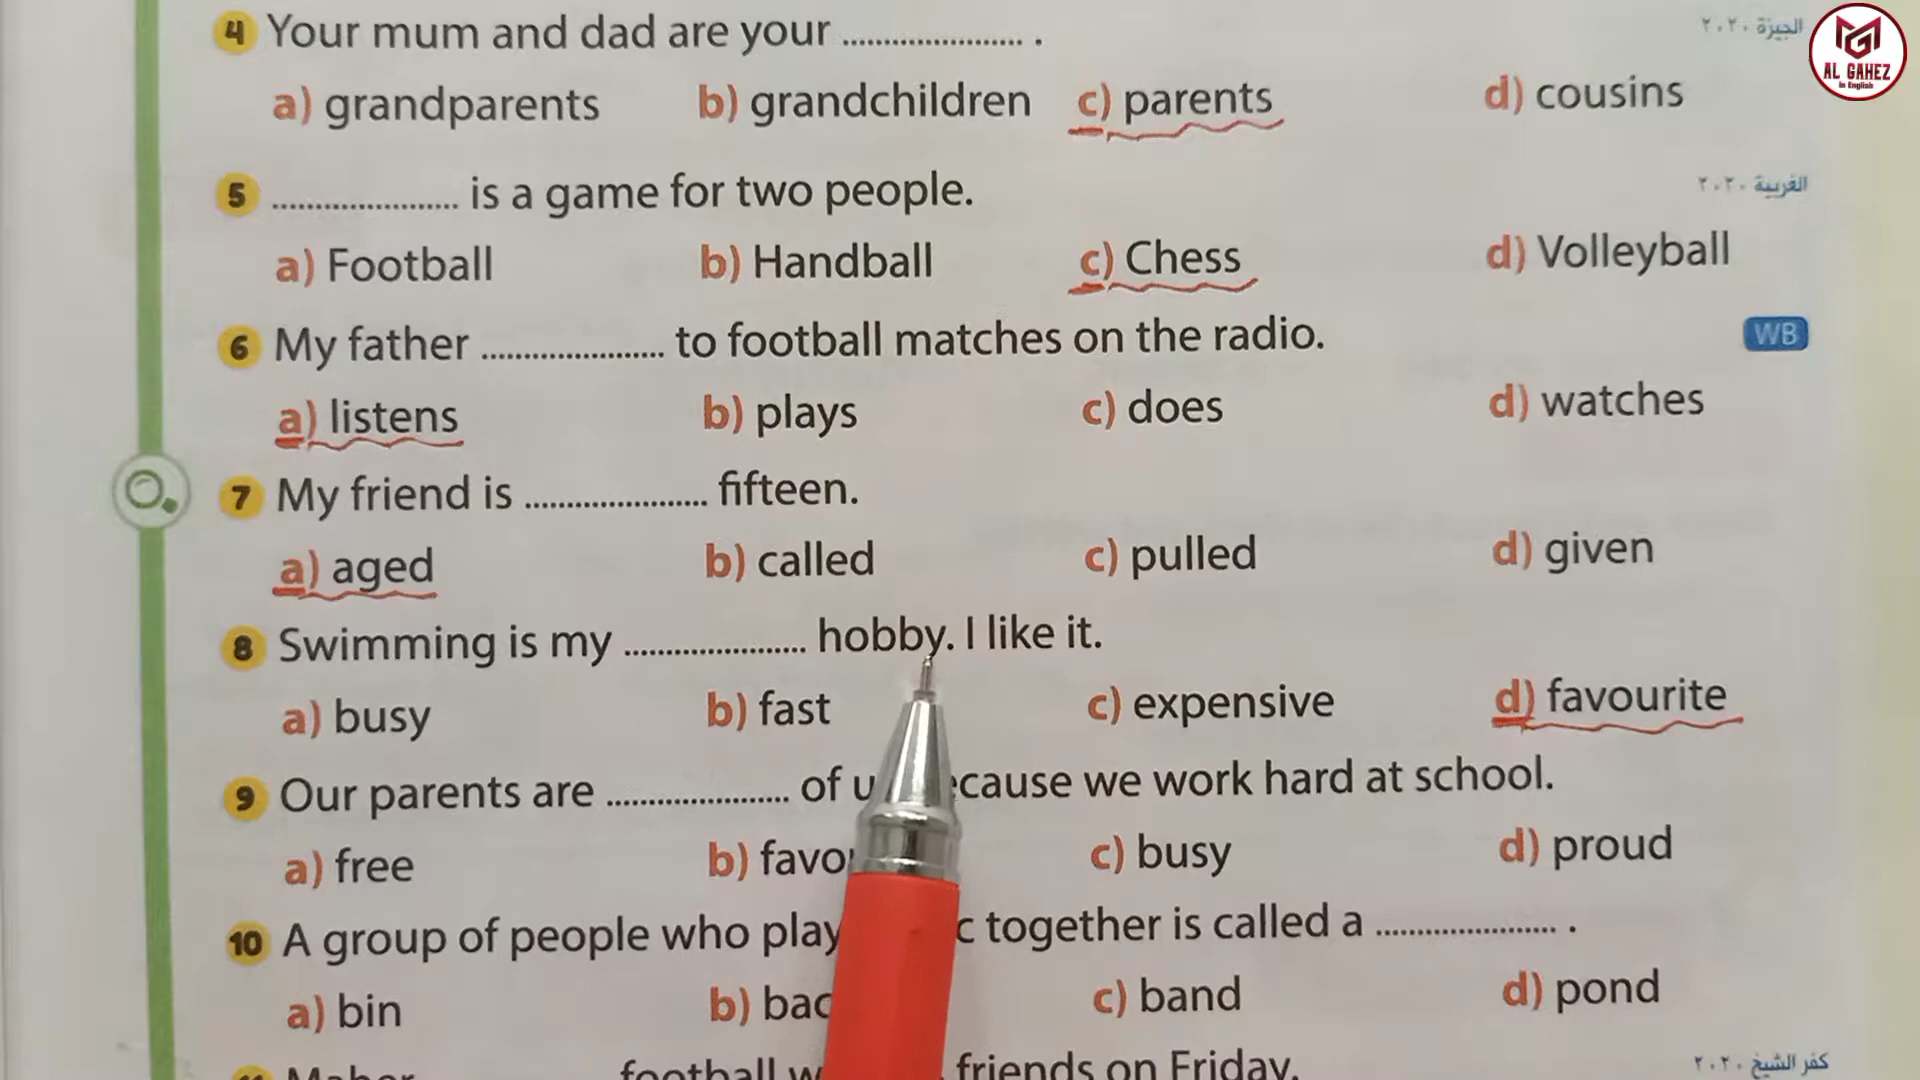 4 Your mum and dad are your ..................... . الجيزة ٢٠٢٠
MG
AL GAHEZ
in English
a) grandparents b) grandchildren c) parents d) cousins
5 ...................... is a game for two people. الغربية ٢٠٢٠
a) Football b) Handball c) Chess d) Volleyball
6 My father ...................... to football matches on the radio. WB
a) listens b) plays c) does d) watches
7 My friend is ...................... fifteen.
a) aged b) called c) pulled d) given
8 Swimming is my ...................... hobby. I like it.
a) busy b) fast c) expensive d) favourite
9 Our parents are ...................... of u cause we work hard at school.
a) free b) favo c) busy d) proud
10 A group of people who play c together is called a ...................... .
a) bin b) bac c) band d) pond
football w friends on Friday. كفر الشيخ ٢٠٢٠